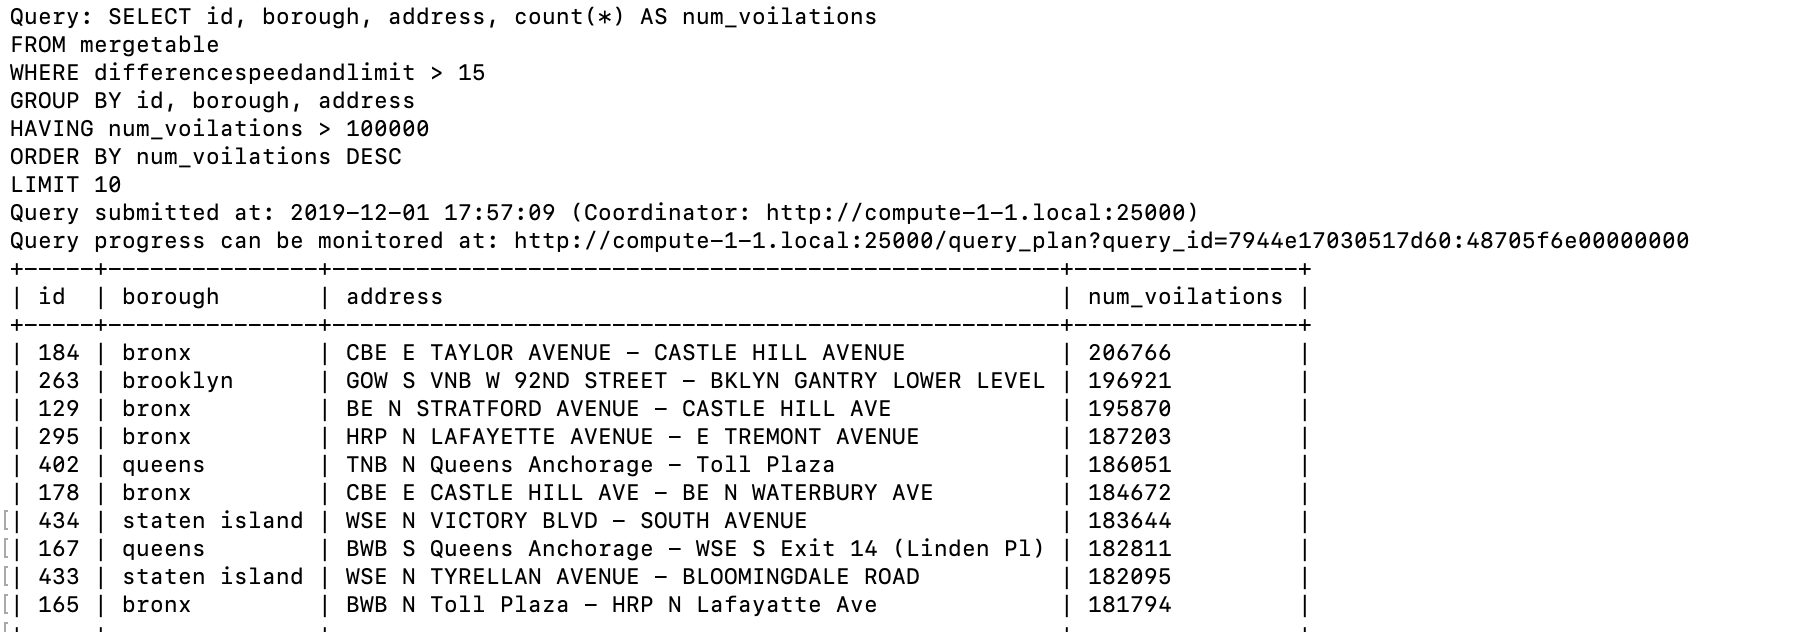 Query: SELECT id, borough, address, count(*) AS num_voilations
FROM mergetable
WHERE differencespeedandlimit > 15
GROUP BY id, borough, address
HAVING num_voilations > 100000
ORDER BY num_voilations DESC
LIMIT 10
Query submitted at: 2019-12-01 17:57:09 (Coordinator: http://compute-1-1.local:25000)
Query progress can be monitored at: http://compute-1-1.local:25000/query_plan?query_id=7944e17030517d60:48705f6e00000000
+-----+---------------+----------------------------------------------------+----------------+
| id  | borough       | address                                            | num_voilations |
+-----+---------------+----------------------------------------------------+----------------+
| 184 | bronx         | CBE E TAYLOR AVENUE - CASTLE HILL AVENUE           | 206766         |
| 263 | brooklyn      | GOW S VNB W 92ND STREET - BKLYN GANTRY LOWER LEVEL | 196921         |
| 129 | bronx         | BE N STRATFORD AVENUE - CASTLE HILL AVE            | 195870         |
| 295 | bronx         | HRP N LAFAYETTE AVENUE - E TREMONT AVENUE          | 187203         |
| 402 | queens        | TNB N Queens Anchorage - Toll Plaza                | 186051         |
| 178 | bronx         | CBE E CASTLE HILL AVE - BE N WATERBURY AVE         | 184672         |
| 434 | staten island | WSE N VICTORY BLVD - SOUTH AVENUE                  | 183644         |
| 167 | queens        | BWB S Queens Anchorage - WSE S Exit 14 (Linden Pl) | 182811         |
| 433 | staten island | WSE N TYRELLAN AVENUE - BLOOMINGDALE ROAD          | 182095         |
| 165 | bronx         | BWB N Toll Plaza - HRP N Lafayatte Ave             | 181794         |